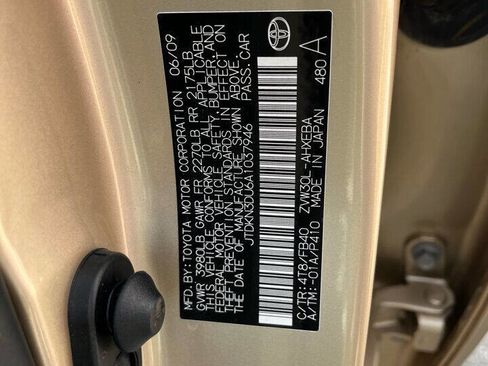 MFD. BY: TOYOTA MOTOR CORPORATION 06/09
GVWR 3980LB GAWR FR 2270LB RR 2175LB
THIS VEHICLE CONFORMS TO ALL APPLICABLE
FEDERAL MOTOR VEHICLE SAFETY, BUMPER, AND
THEFT PREVENTION STANDARDS IN EFFECT ON
THE DATE OF MANUFACTURE SHOWN ABOVE.
JTDKN3DU6A1037946 PASS. CAR
C/TR: 4T8/FB40 ZVW30L-AHXEBA
A/TM: -01A/P410 MADE IN JAPAN 480 A
TOYOTA